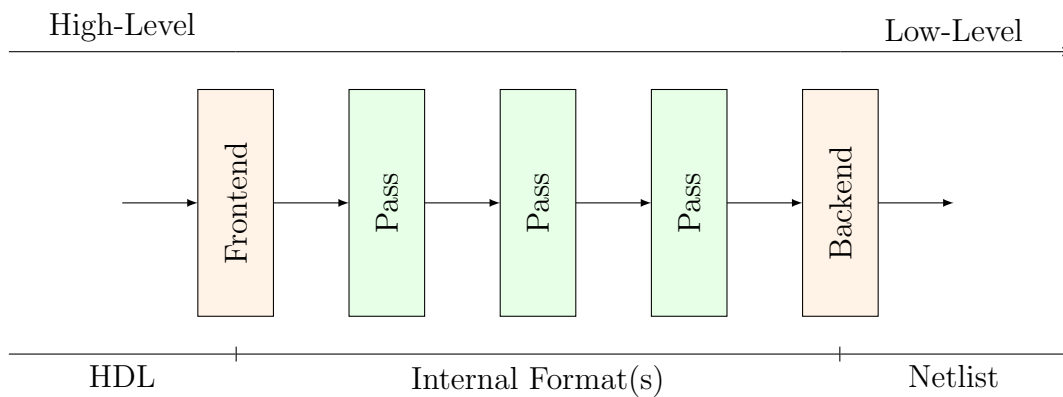 High-Level
Low-Level
Frontend
Pass
Pass
Pass
Backend
HDL
Internal Format(s)
Netlist